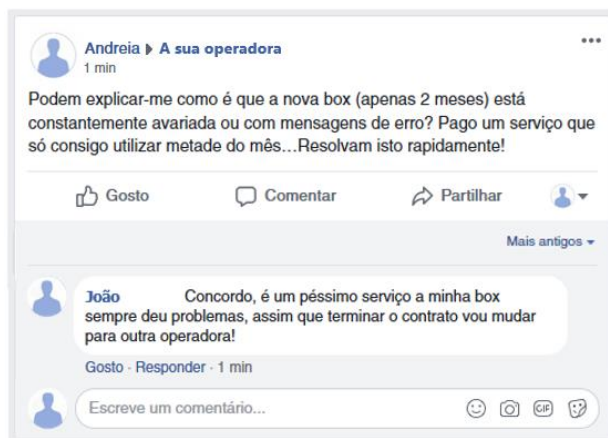 Andreia ▸ A sua operadora
1 min
Podem explicar-me como é que a nova box (apenas 2 meses) está
constantemente avariada ou com mensagens de erro? Pago um serviço que
só consigo utilizar metade do mês...Resolvam isto rapidamente!
Gosto Comentar Partilhar
Mais antigos
João Concordo, é um péssimo serviço a minha box
sempre deu problemas, assim que terminar o contrato vou mudar
para outra operadora!
Gosto · Responder · 1 min
Escreve um comentário... GIF